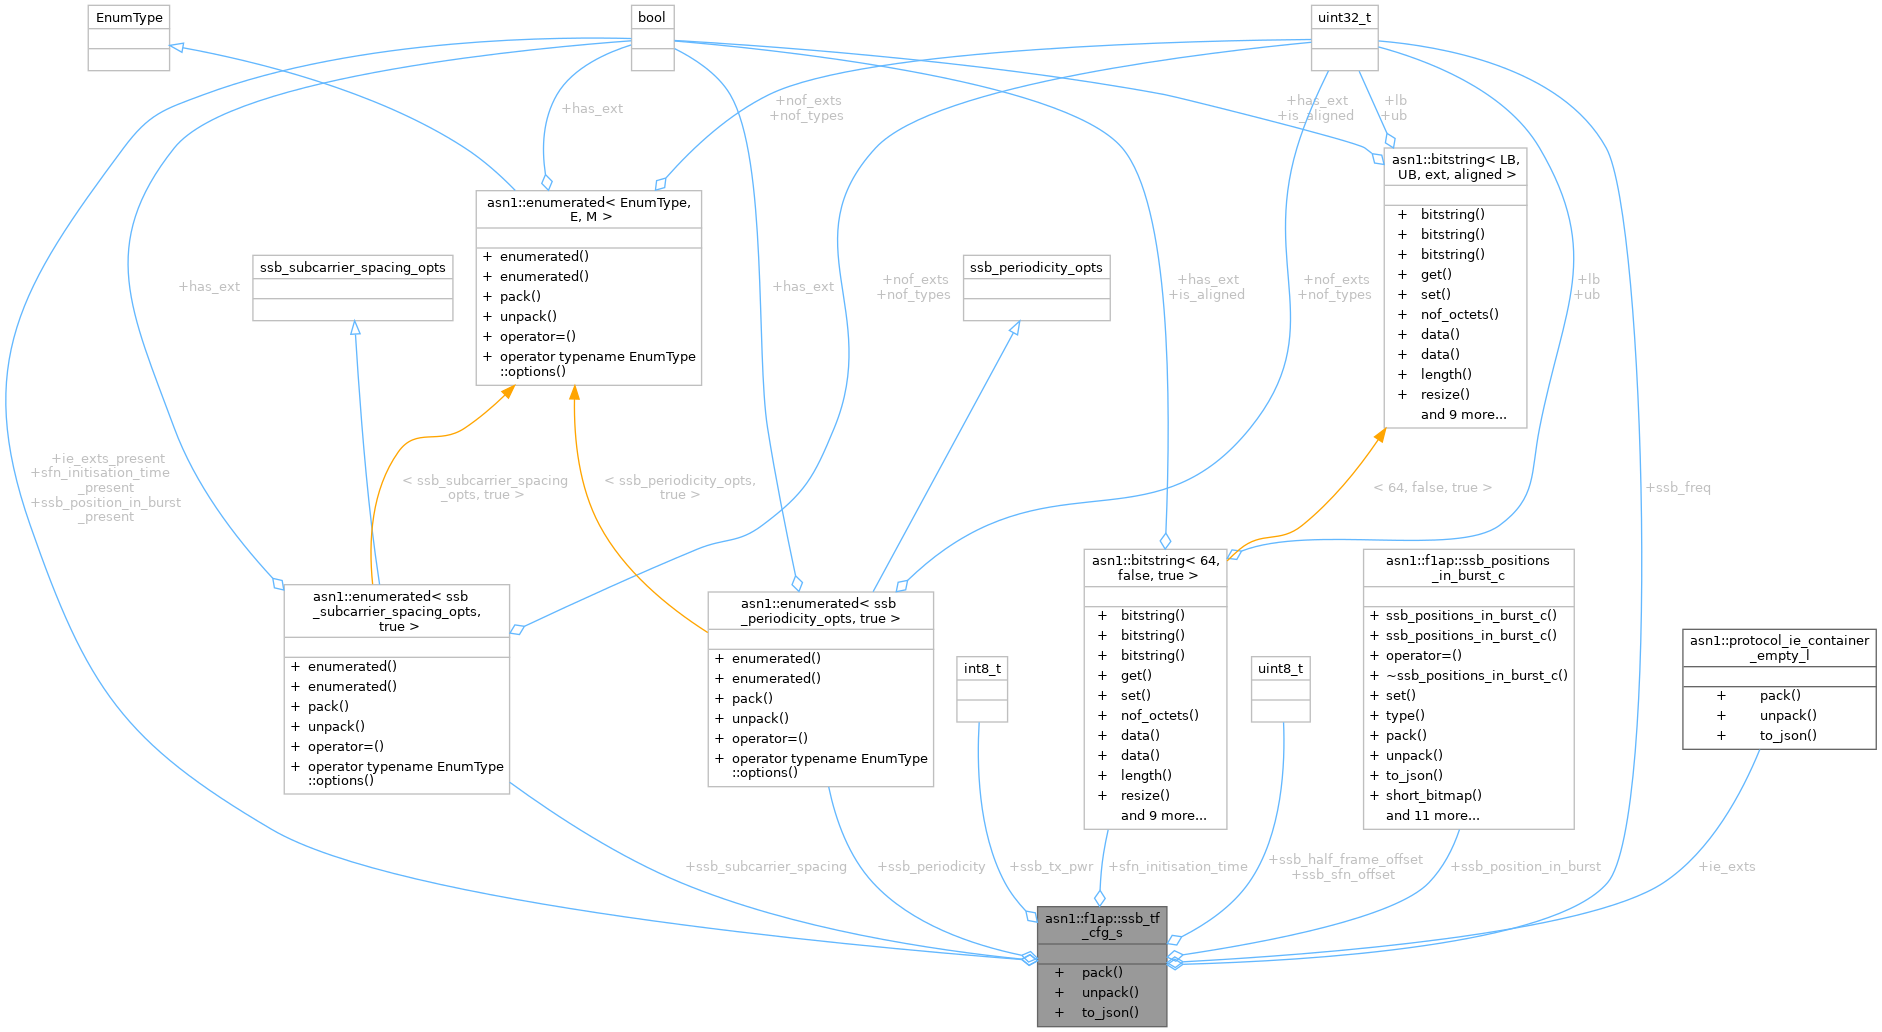 EnumType
bool
uint32_t
+has_ext
+nof_exts
+nof_types
+has_ext
+is_aligned
+lb
+ub
asn1::bitstring< LB,
UB, ext, aligned >
+ bitstring()
+ bitstring()
+ bitstring()
+ get()
+ set()
+ nof_octets()
+ data()
+ data()
+ length()
+ resize()
and 9 more...
asn1::enumerated< EnumType,
E, M >
+ enumerated()
+ enumerated()
+ pack()
+ unpack()
+ operator=()
+ operator typename EnumType
::options()
ssb_subcarrier_spacing_opts
ssb_periodicity_opts
+has_ext
+has_ext
+nof_exts
+nof_types
+has_ext
+is_aligned
+nof_exts
+nof_types
+lb
+ub
+ie_exts_present
+sfn_initisation_time
_present
+ssb_position_in_burst
_present
< ssb_subcarrier_spacing
_opts, true >
< ssb_periodicity_opts,
true >
< 64, false, true >
+ssb_freq
asn1::enumerated< ssb
_subcarrier_spacing_opts,
true >
+ enumerated()
+ enumerated()
+ pack()
+ unpack()
+ operator=()
+ operator typename EnumType
::options()
asn1::enumerated< ssb
_periodicity_opts, true >
+ enumerated()
+ enumerated()
+ pack()
+ unpack()
+ operator=()
+ operator typename EnumType
::options()
int8_t
asn1::bitstring< 64,
false, true >
+ bitstring()
+ bitstring()
+ bitstring()
+ get()
+ set()
+ nof_octets()
+ data()
+ data()
+ length()
+ resize()
and 9 more...
uint8_t
asn1::f1ap::ssb_positions
_in_burst_c
+ ssb_positions_in_burst_c()
+ ssb_positions_in_burst_c()
+ operator=()
+ ~ssb_positions_in_burst_c()
+ set()
+ type()
+ pack()
+ unpack()
+ to_json()
+ short_bitmap()
and 11 more...
asn1::protocol_ie_container
_empty_l
+ pack()
+ unpack()
+ to_json()
+ssb_subcarrier_spacing
+ssb_periodicity
+ssb_tx_pwr
+sfn_initisation_time
+ssb_half_frame_offset
+ssb_sfn_offset
+ssb_position_in_burst
+ie_exts
asn1::f1ap::ssb_tf
_cfg_s
+ pack()
+ unpack()
+ to_json()